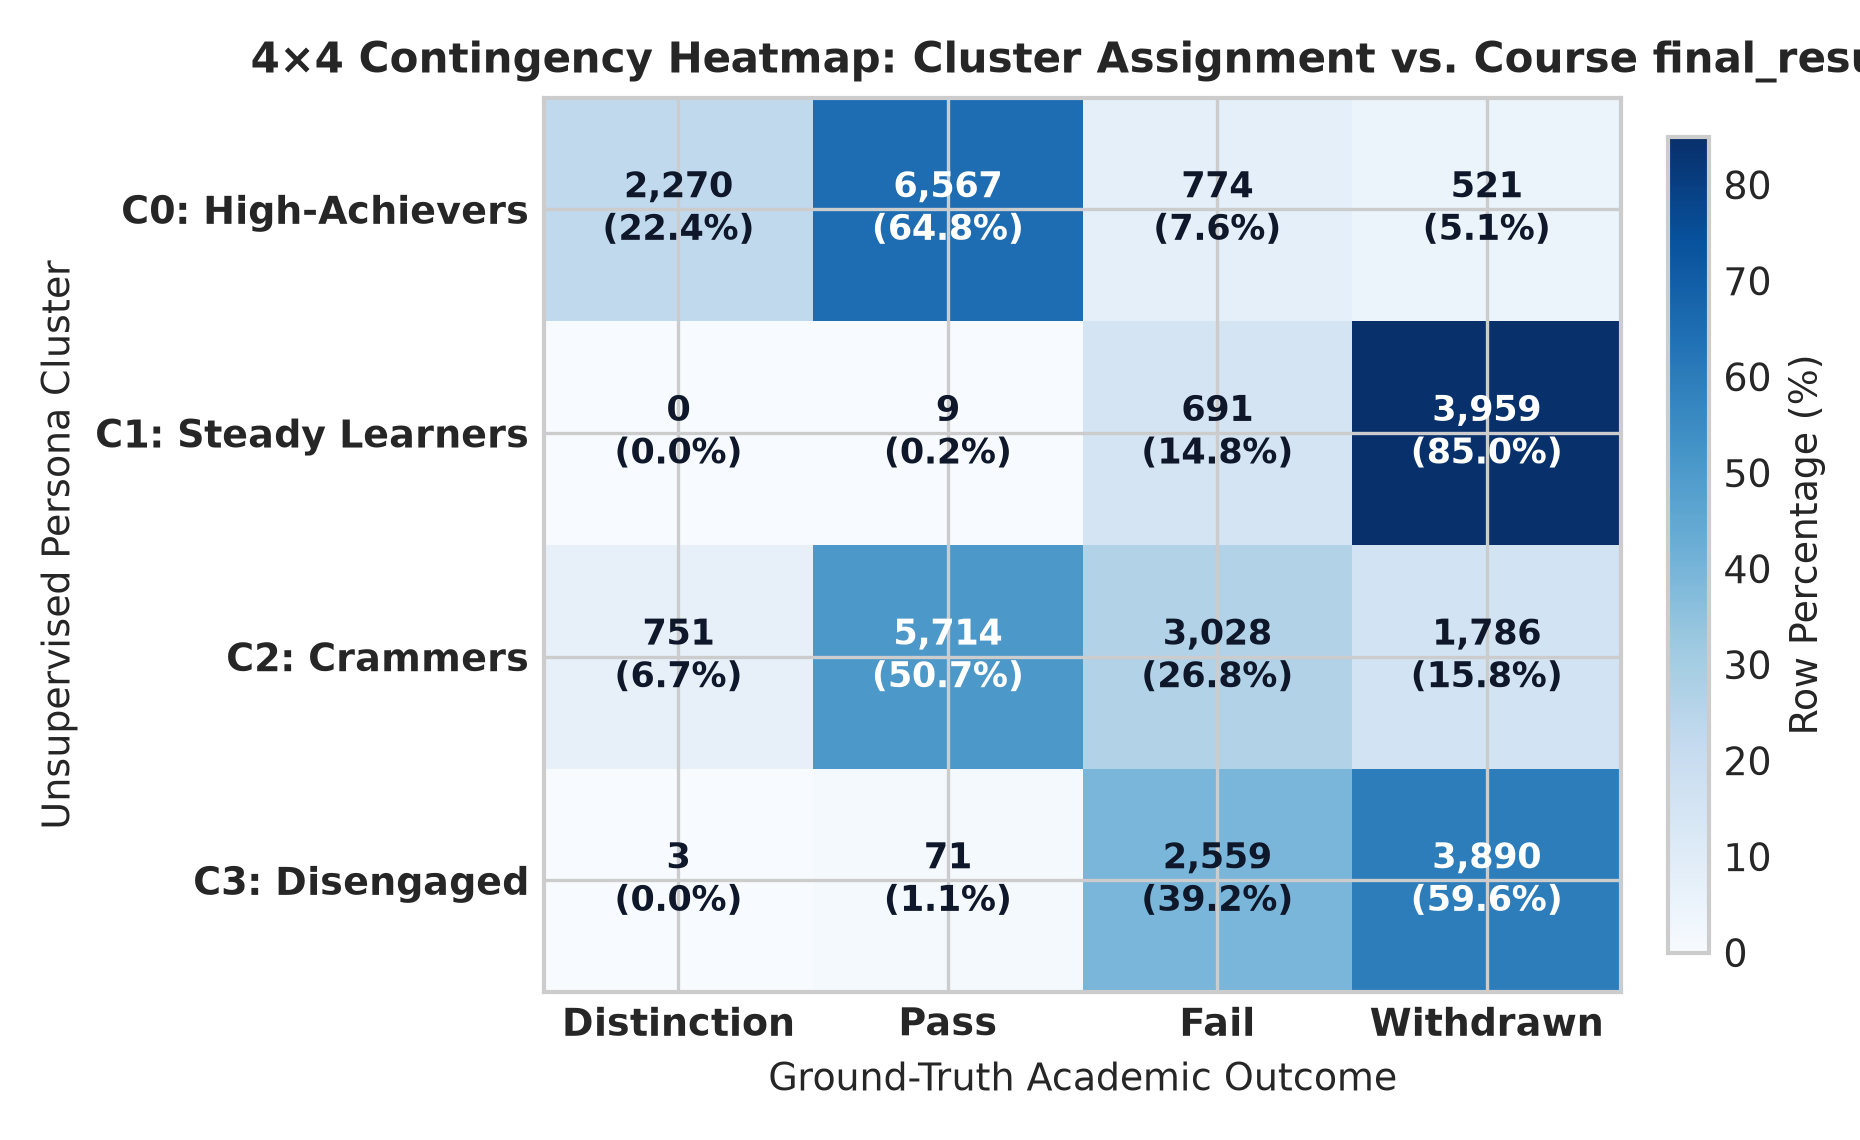 4×4 Contingency Heatmap: Cluster Assignment vs. Course final_resu
Unsupervised Persona Cluster
C0: High-Achievers
2,270 6,567 774 521
(22.4%) (64.8%) (7.6%) (5.1%)
C1: Steady Learners
0 9 691 3,959
(0.0%) (0.2%) (14.8%) (85.0%)
C2: Crammers
751 5,714 3,028 1,786
(6.7%) (50.7%) (26.8%) (15.8%)
C3: Disengaged
3 71 2,559 3,890
(0.0%) (1.1%) (39.2%) (59.6%)
Distinction Pass Fail Withdrawn
Ground-Truth Academic Outcome
80
70
60
50
40
30
20
10
0
Row Percentage (%)